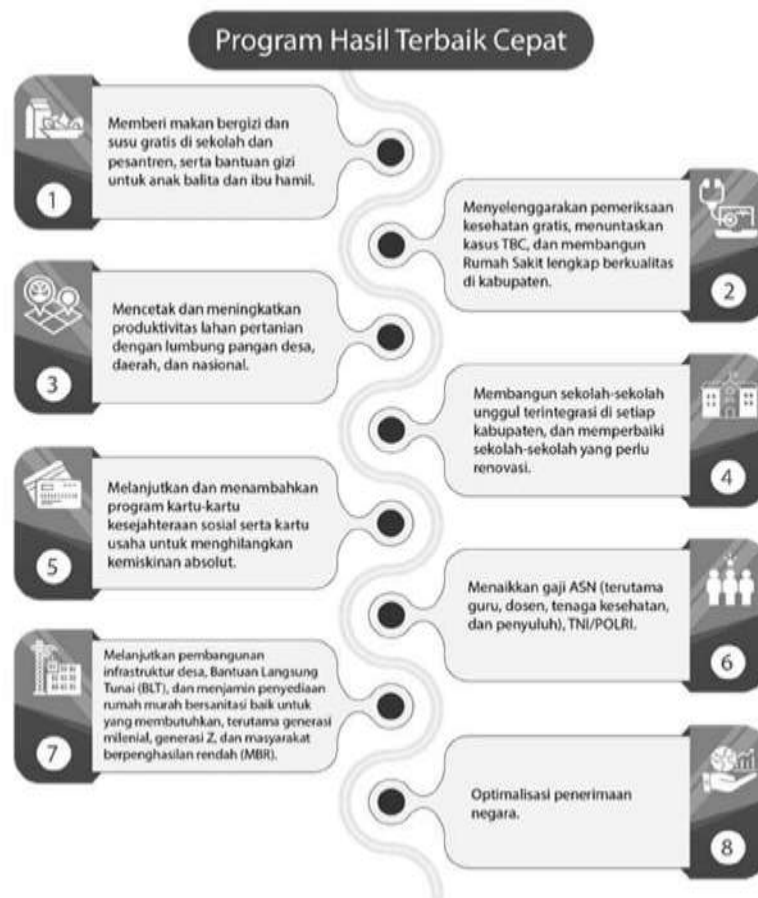 Program Hasil Terbaik Cepat
Memberi makan bergizi dan
susu gratis di sekolah dan
pesantren, serta bantuan gizi
untuk anak balita dan ibu hamil.
1
Menyelenggarakan pemeriksaan
kesehatan gratis, menuntaskan
kasus TBC, dan membangun
Rumah Sakit lengkap berkualitas
di kabupaten.
2
Mencetak dan meningkatkan
produktivitas lahan pertanian
dengan lumbung pangan desa,
daerah, dan nasional.
3
Membangun sekolah-sekolah
unggul terintegrasi di setiap
kabupaten, dan memperbaiki
sekolah-sekolah yang perlu
renovasi.
4
Melanjutkan dan menambahkan
program kartu-kartu
kesejahteraan sosial serta kartu
usaha untuk menghilangkan
kemiskinan absolut.
5
Menaikkan gaji ASN (terutama
guru, dosen, tenaga kesehatan,
dan penyuluh), TNI/POLRI.
6
Melanjutkan pembangunan
infrastruktur desa, Bantuan Langsung
Tunai (BLT), dan menjamin penyediaan
rumah murah bersanitasi baik untuk
yang membutuhkan, terutama generasi
milenial, generasi Z, dan masyarakat
berpenghasilan rendah (MBR).
7
Optimalisasi penerimaan
negara.
8